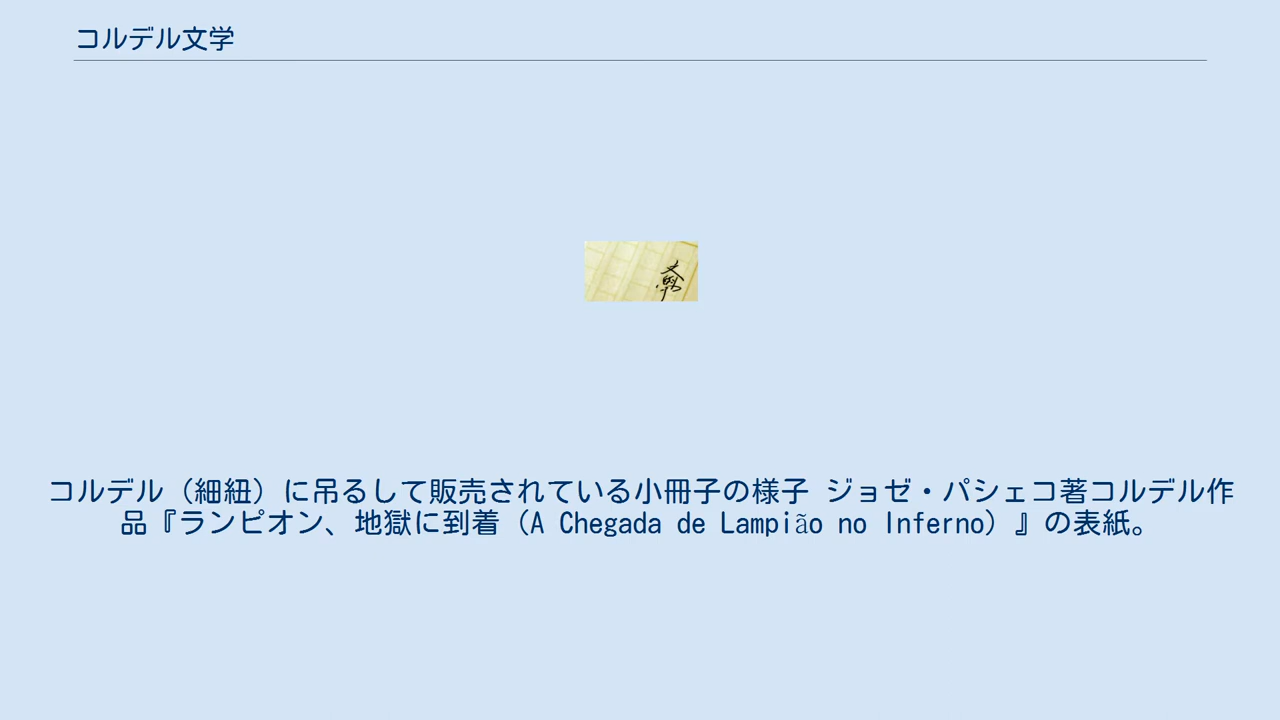 コルデル文学
文学
コルデル（細紐）に吊るして販売されている小冊子の様子 ジョゼ・パシェコ著コルデル作
品『ランピオン、地獄に到着（A Chegada de Lampião no Inferno）』の表紙。